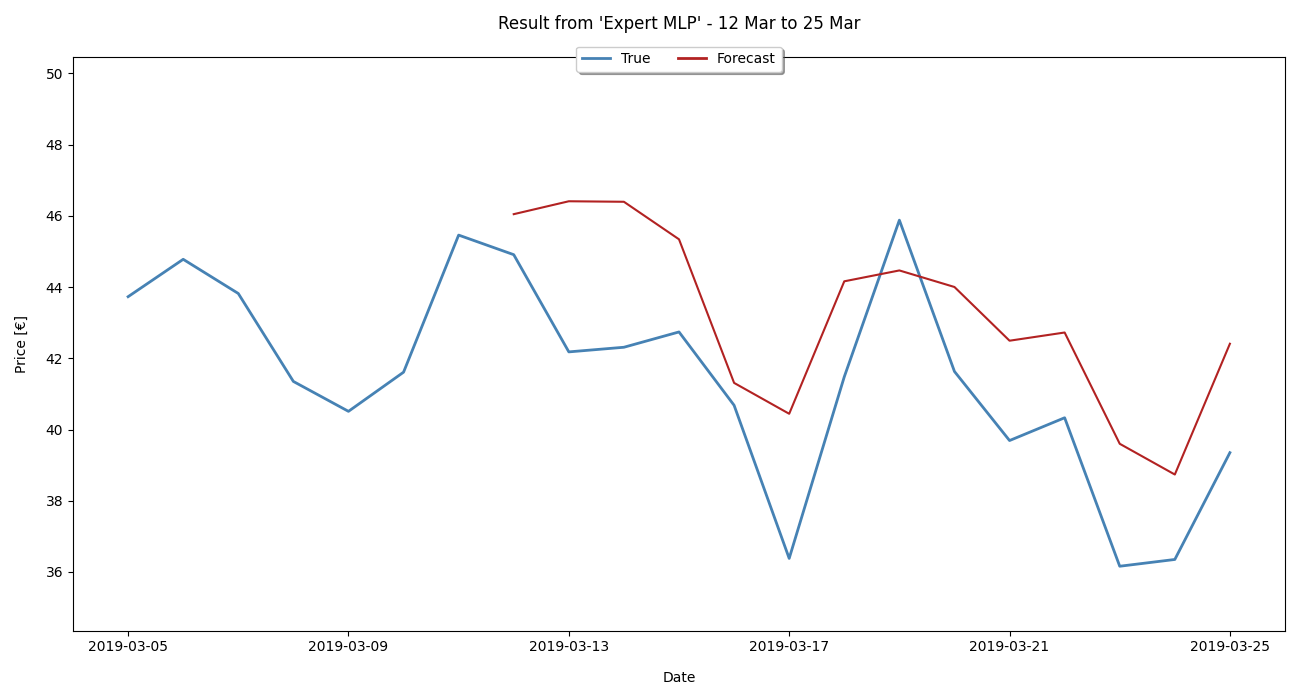 Result from 'Expert MLP' - 12 Mar to 25 Mar
True Forecast
50
48
46
44
42
40
38
36
Price [€]
2019-03-05 2019-03-09 2019-03-13 2019-03-17 2019-03-21 2019-03-25
Date